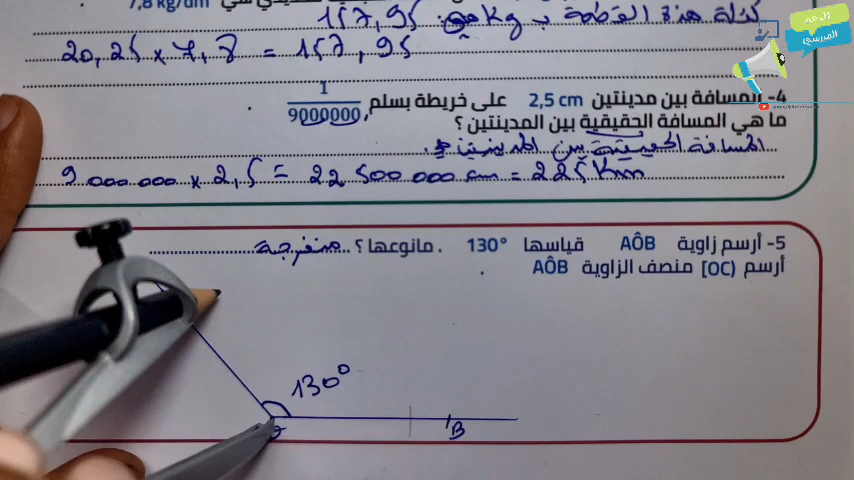 7,8 kg/dm³
كتلة هذه القطعة ب Kg هي: 157,95
20,25 x 7,8 = 157,95
4- المسافة بين مدينتين 2,5 cm على خريطة بسلم 1/9000000,
ما هي المسافة الحقيقية بين المدينتين ؟
المسافة الحقيقية بين المدينتين هي.
9 000 000 x 2,5 = 22 500 000 cm = 225 Km
5- أرسم زاوية AÔB قياسها 130° . مانوعها ؟ منفرجة
أرسم [OC) منصف الزاوية AÔB .
130°
B
الدعم
المدرسي